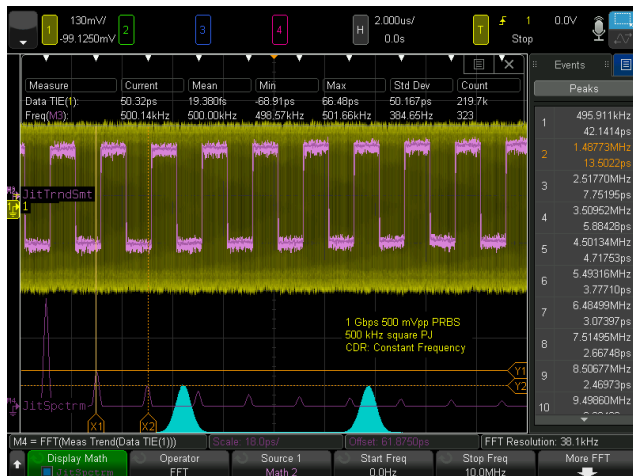 130mV/
-99.1250mV
1
2
3
4
H
2.000us/
0.0s
T
1
0.0V
Stop
Measure Current Mean Min Max Std Dev Count
Data TIE(1): 50.32ps 19.380fs -68.91ps 66.48ps 50.167ps 219.7k
Freq(M3): 500.14kHz 500.00kHz 498.57kHz 501.66kHz 384.65Hz 323
JitTrndSmt
1
1 Gbps 500 mVpp PRBS
500 kHz square PJ
CDR: Constant Frequency
JitSpctrm
X1
X2
Y1
Y2
Events
Peaks
1 495.911kHz
42.1414ps
2 1.48773MHz
13.5022ps
3 2.51770MHz
7.75195ps
4 3.50952MHz
5.88428ps
5 4.50134MHz
4.71753ps
6 5.49316MHz
3.77710ps
7 6.48499MHz
3.07397ps
8 7.51495MHz
2.66748ps
9 8.50677MHz
2.46973ps
10 9.49860MHz
M4 = FFT(Meas Trend(Data TIE(1)))
Scale: 18.0ps/
Offset: 61.8750ps
FFT Resolution: 38.1kHz
Display Math
JitSpctrm
Operator
FFT
Source 1
Math 2
Start Freq
0.0Hz
Stop Freq
10.0MHz
More FFT